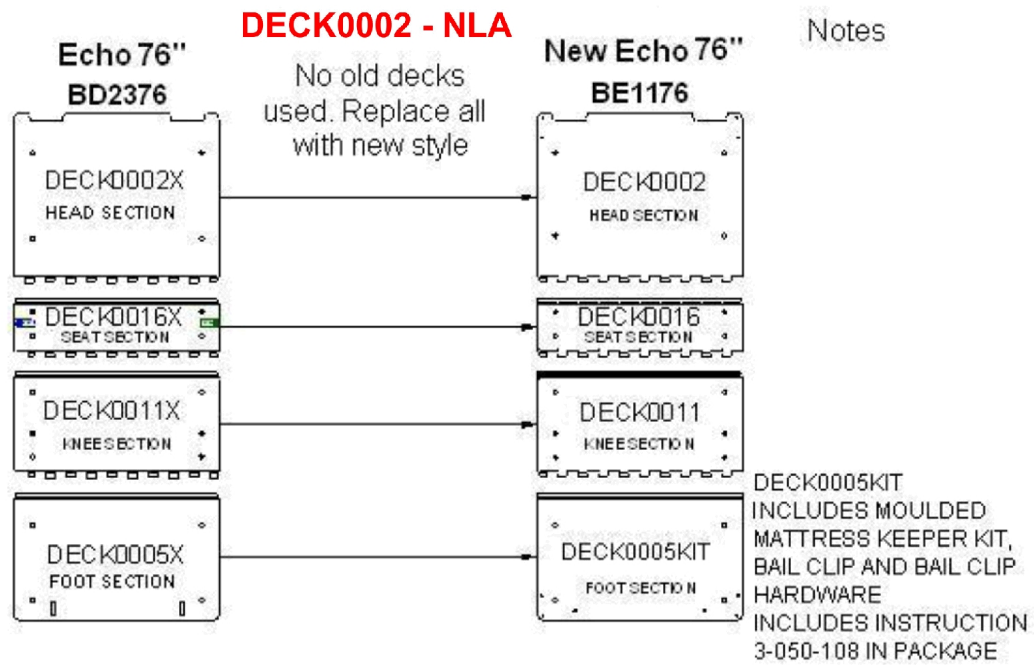 DECK0002 - NLA
Notes
Echo 76"
BD2376
No old decks
used. Replace all
with new style
New Echo 76"
BE1176
DECK0002X
HEAD SECTION
DECK0002
HEAD SECTION
DECK0016X
SEAT SECTION
DECK0016
SEAT SECTION
DECK0011X
KNEE SECTION
DECK0011
KNEE SECTION
DECK0005X
FOOT SECTION
DECK0005KIT
FOOT SECTION
DECK0005KIT
INCLUDES MOULDED
MATTRESS KEEPER KIT,
BAIL CLIP AND BAIL CLIP
HARDWARE
INCLUDES INSTRUCTION
3-050-108 IN PACKAGE